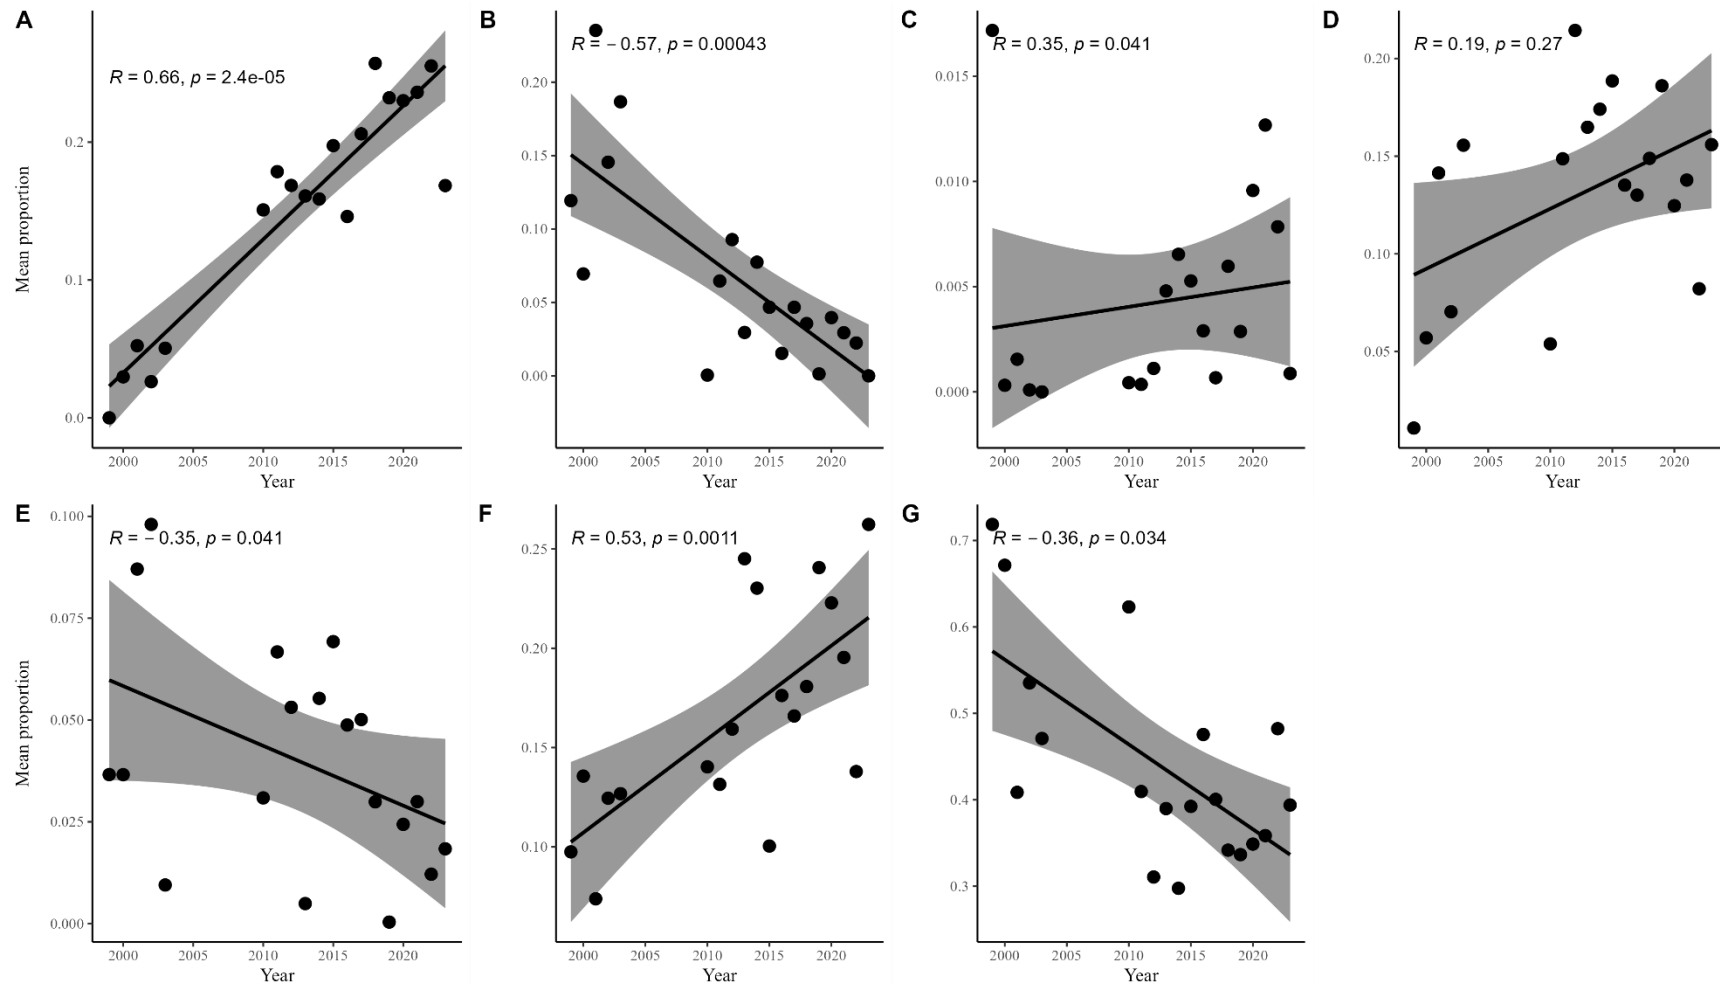 A
R = 0.66, p = 2.4e-05
Mean proportion
0.2
0.1
0.0
2000 2005 2010 2015 2020
Year
B
R = − 0.57, p = 0.00043
0.20
0.15
0.10
0.05
0.00
2000 2005 2010 2015 2020
Year
C
R = 0.35, p = 0.041
0.015
0.010
0.005
0.000
2000 2005 2010 2015 2020
Year
D
R = 0.19, p = 0.27
0.20
0.15
0.10
0.05
2000 2005 2010 2015 2020
Year
E
R = − 0.35, p = 0.041
Mean proportion
0.100
0.075
0.050
0.025
0.000
2000 2005 2010 2015 2020
Year
F
R = 0.53, p = 0.0011
0.25
0.20
0.15
0.10
2000 2005 2010 2015 2020
Year
G
R = − 0.36, p = 0.034
0.7
0.6
0.5
0.4
0.3
2000 2005 2010 2015 2020
Year